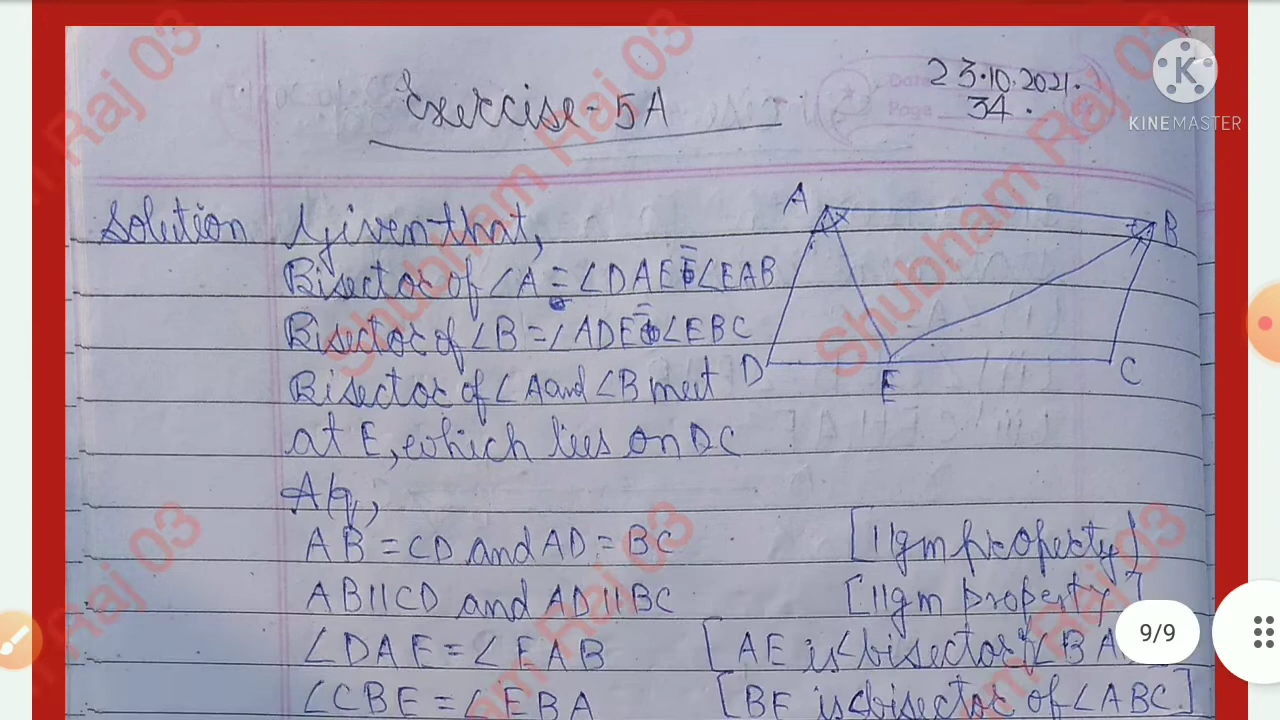 Exercise-5A
23.10.2021.
34.
KINEMASTER
Solution Given that,
Bisector of ∠A = ∠DAE = ∠EAB
Bisector of ∠B = ∠ADE = ∠EBC
Bisector of ∠A and ∠B meet
at E, which lies on DC
A/q,
AB = CD and AD = BC [||gm property]
AB||CD and AD||BC [||gm property]
∠DAE = ∠EAB [AE is bisector of ∠BA
∠CBE = ∠EBA [BE is bisector of ∠ABC]
A
B
D
E
C
9/9
Shubham Raj 03